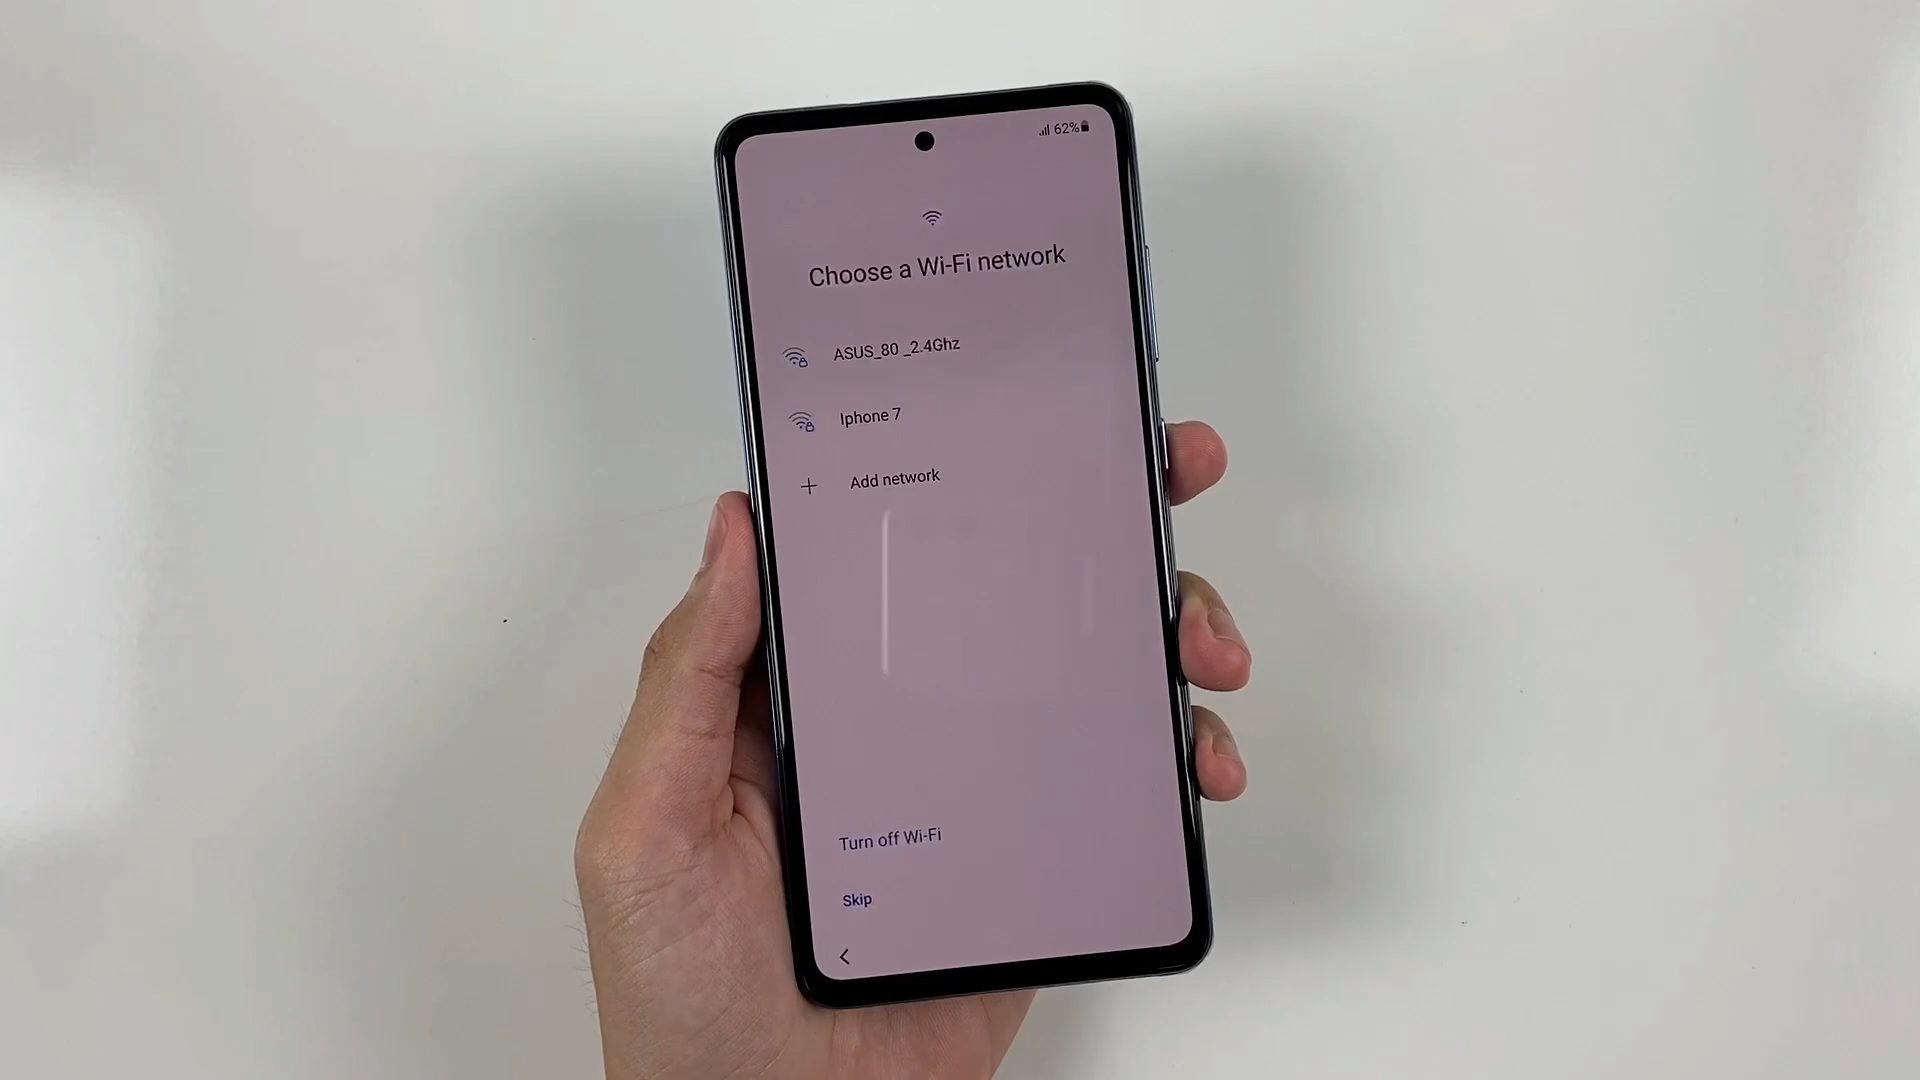 62%
Choose a Wi-Fi network
ASUS_80 _2.4Ghz
Iphone 7
Add network
Turn off Wi-Fi
Skip